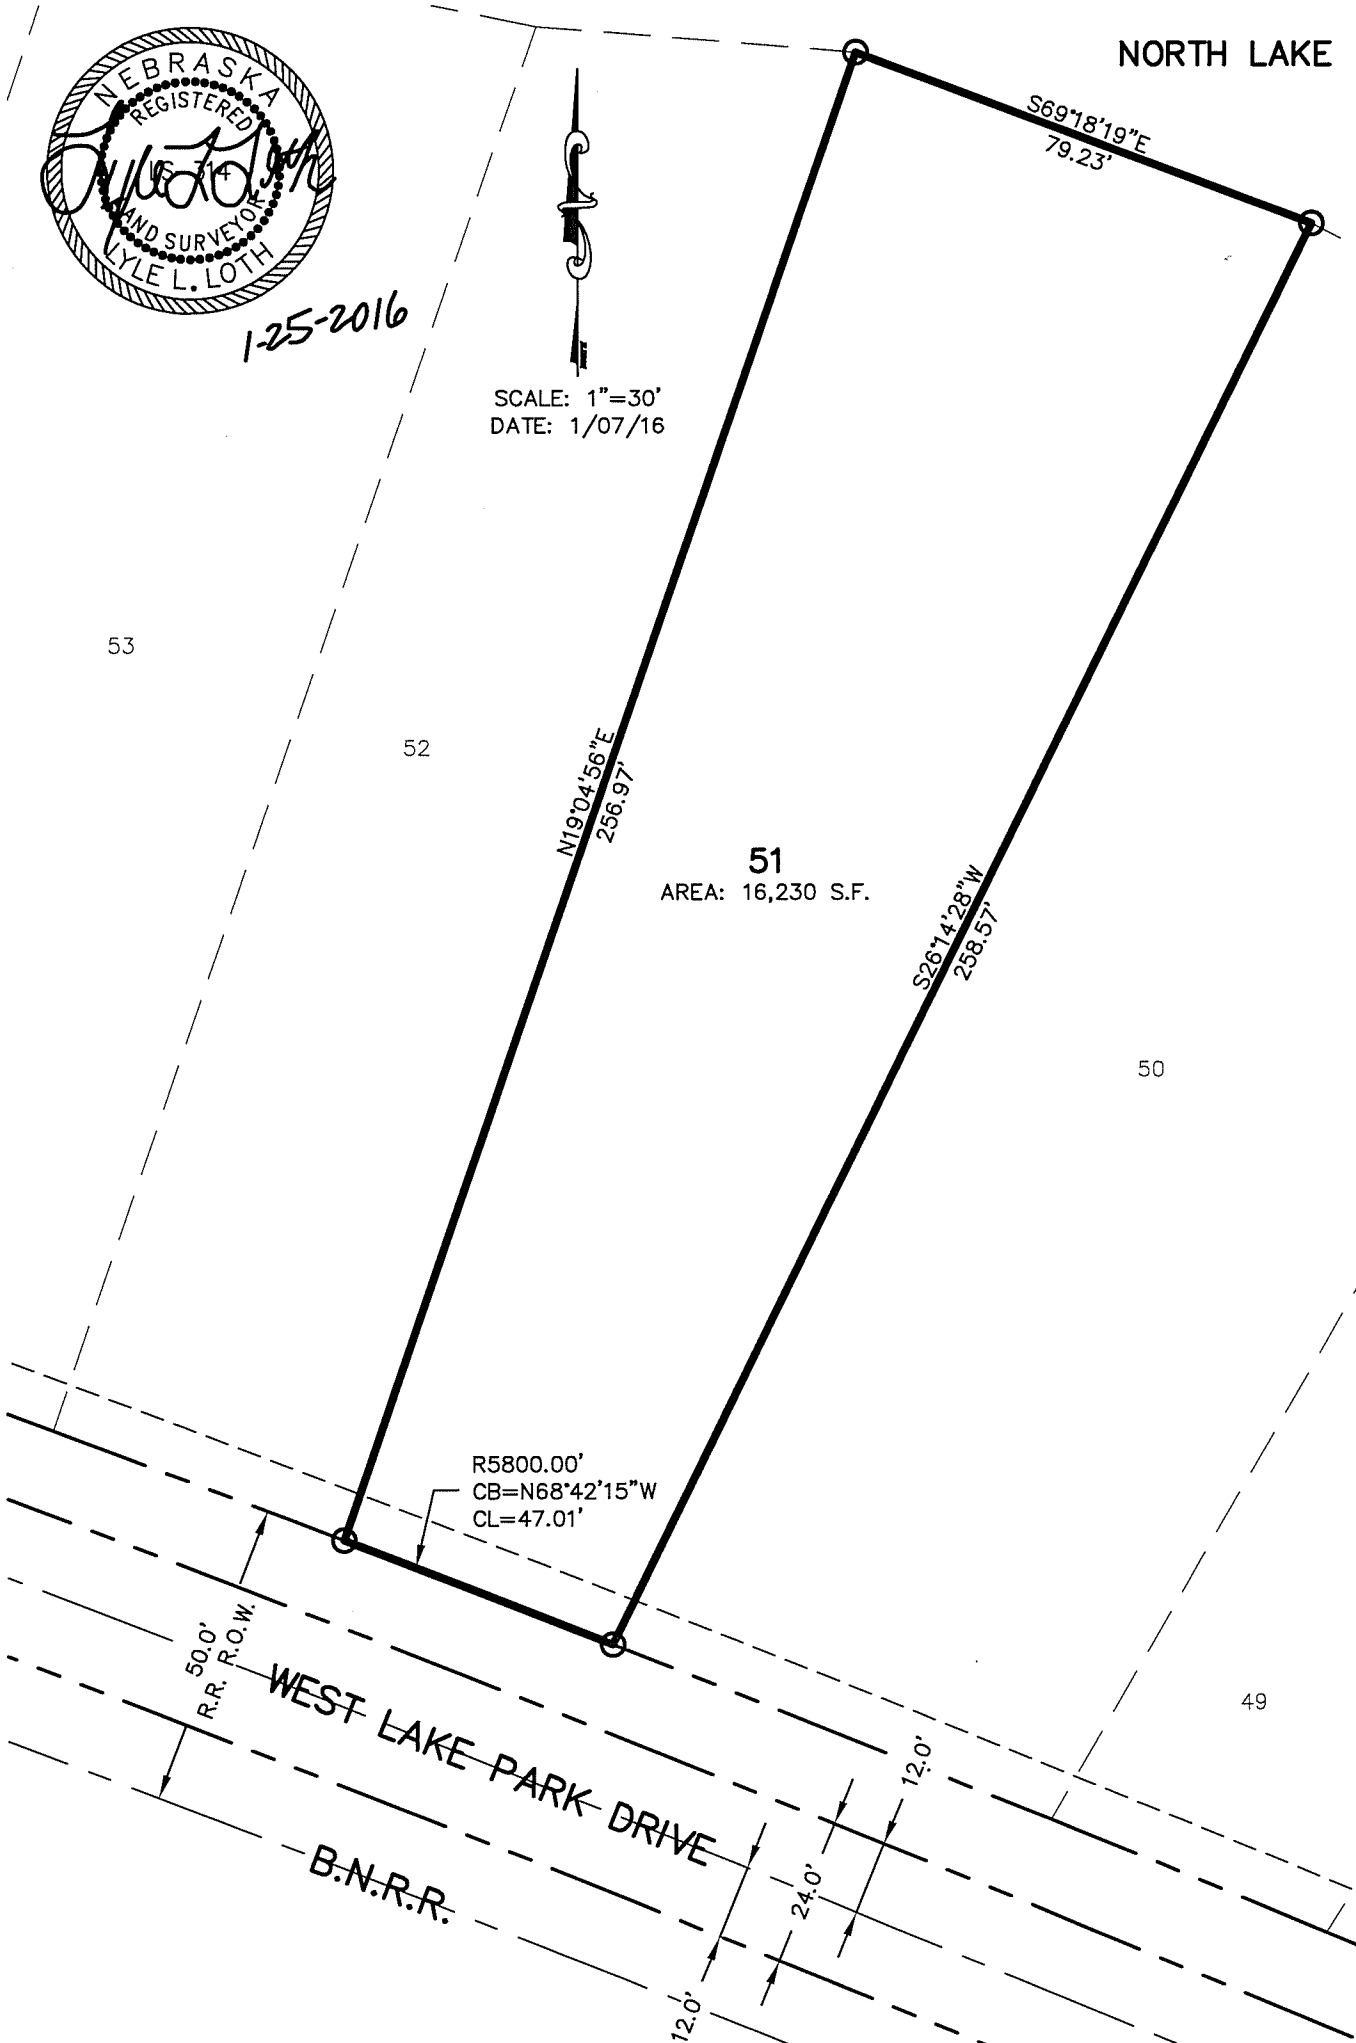 NORTH LAKE
NEBRASKA
REGISTERED
LS-314
LAND SURVEYOR
LYLE L. LOTH
1-25-2016
SCALE: 1"=30'
DATE: 1/07/16
S69°18'19"E
79.23'
53
52
N19°04'56"E
256.97'
51
AREA: 16,230 S.F.
S26°14'28"W
258.57'
50
R5800.00'
CB=N68°42'15"W
CL=47.01'
50.0'
R.R. R.O.W.
WEST LAKE PARK DRIVE
B.N.R.R.
49
12.0'
24.0'
12.0'